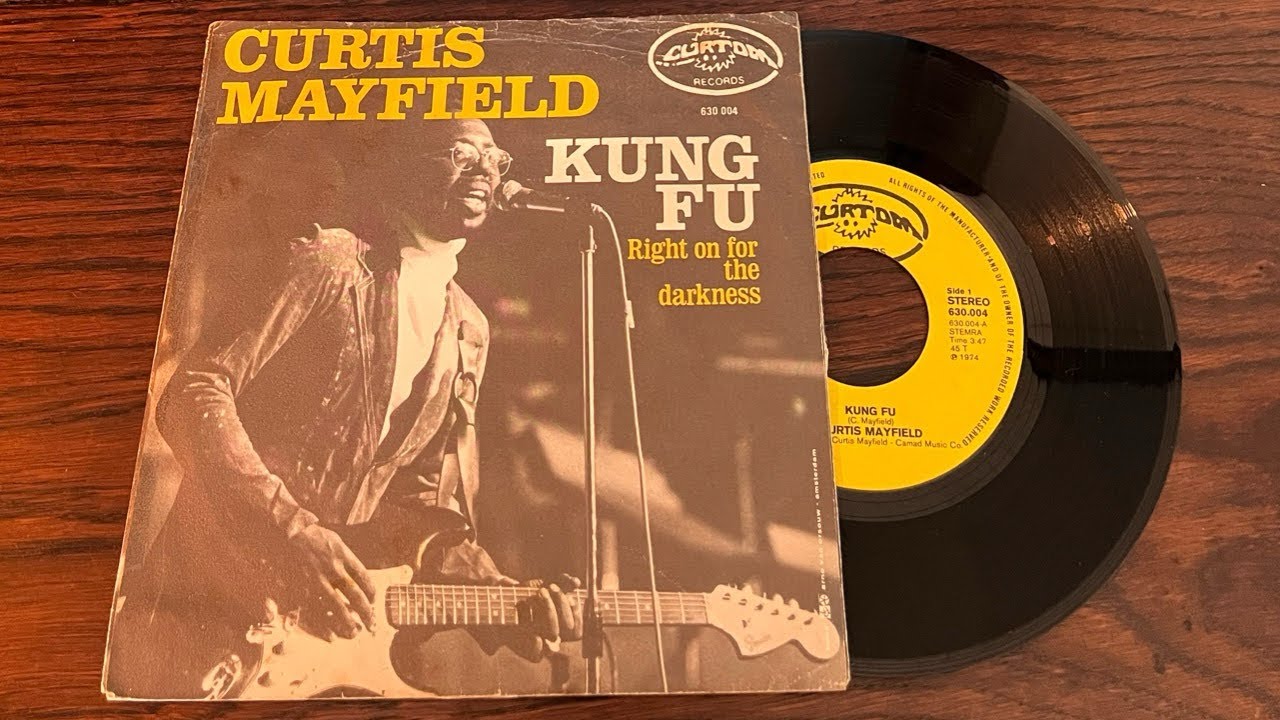 CURTIS
MAYFIELD
CURTOM
RECORDS
630 004
KUNG
FU
Right on for
the
darkness
amsterdam
CURTOM
RECORDS
ALL RIGHTS OF THE MANUFACTURER AND OF THE OWNER OF THE RECORDED WORK RESERVED
Side 1
STEREO
630.004
630.004-A
STEMRA
Time 3:47
45 T
℗ 1974
KUNG FU
(C. Mayfield)
URTIS MAYFIELD
Curtis Mayfield - Camad Music Co.